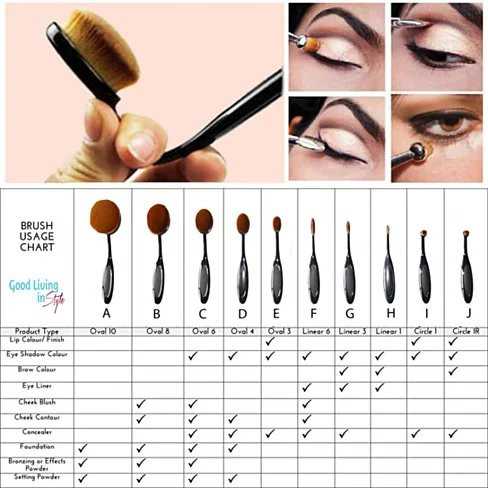 BRUSH
USAGE
CHART
Good Living
in Style
A B C D E F G H I J
Product Type Oval 10 Oval 8 Oval 6 Oval 4 Oval 3 Linear 6 Linear 3 Linear 1 Circle 1 Circle 1R
Lip Colour/ Finish ✓ ✓ ✓
Eye Shadow Colour ✓ ✓ ✓ ✓ ✓ ✓ ✓ ✓
Brow Colour ✓ ✓ ✓
Eye Liner ✓ ✓ ✓
Cheek Blush ✓ ✓ ✓
Cheek Contour ✓ ✓ ✓ ✓
Concealer ✓ ✓ ✓ ✓ ✓ ✓ ✓
Foundation ✓ ✓ ✓ ✓
Bronzing or Effects
Powder ✓ ✓ ✓
Setting Powder ✓ ✓ ✓ ✓